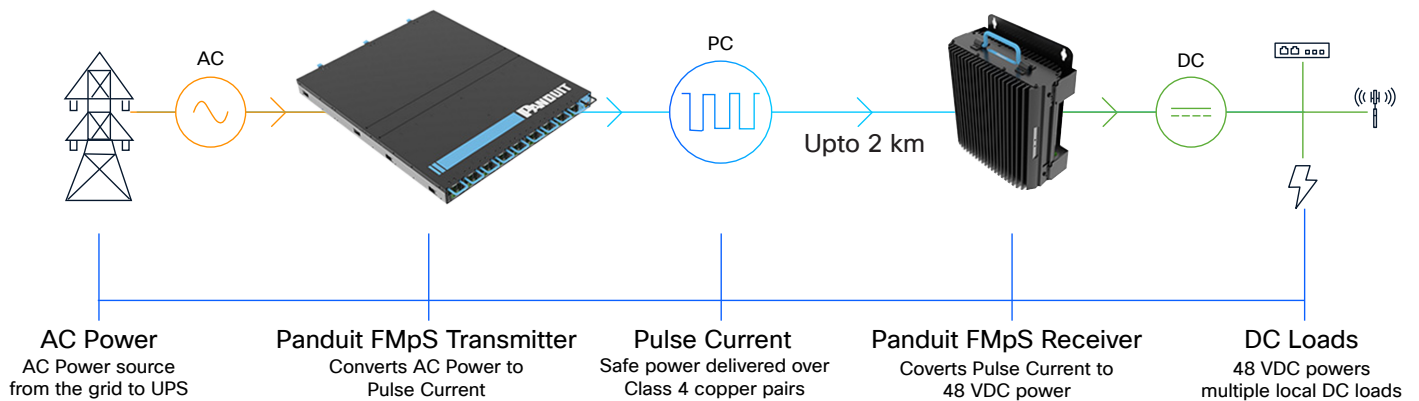 AC
PANDUIT
PC
Upto 2 km
DC
AC Power
AC Power source
from the grid to UPS
Panduit FMpS Transmitter
Converts AC Power to
Pulse Current
Pulse Current
Safe power delivered over
Class 4 copper pairs
Panduit FMpS Receiver
Coverts Pulse Current to
48 VDC power
DC Loads
48 VDC powers
multiple local DC loads